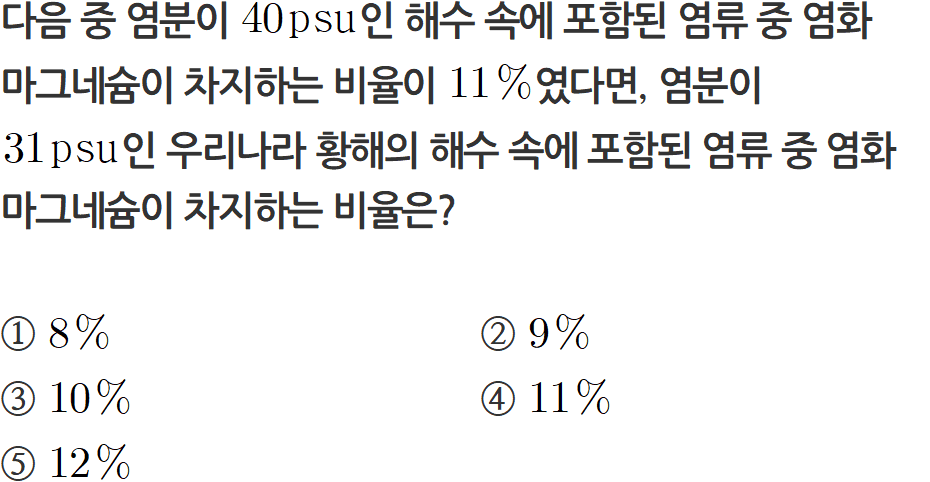 다음 중 염분이 40psu인 해수 속에 포함된 염류 중 염화
마그네슘이 차지하는 비율이 11%였다면, 염분이
31psu인 우리나라 황해의 해수 속에 포함된 염류 중 염화
마그네슘이 차지하는 비율은?
① 8% ② 9%
③ 10% ④ 11%
⑤ 12%